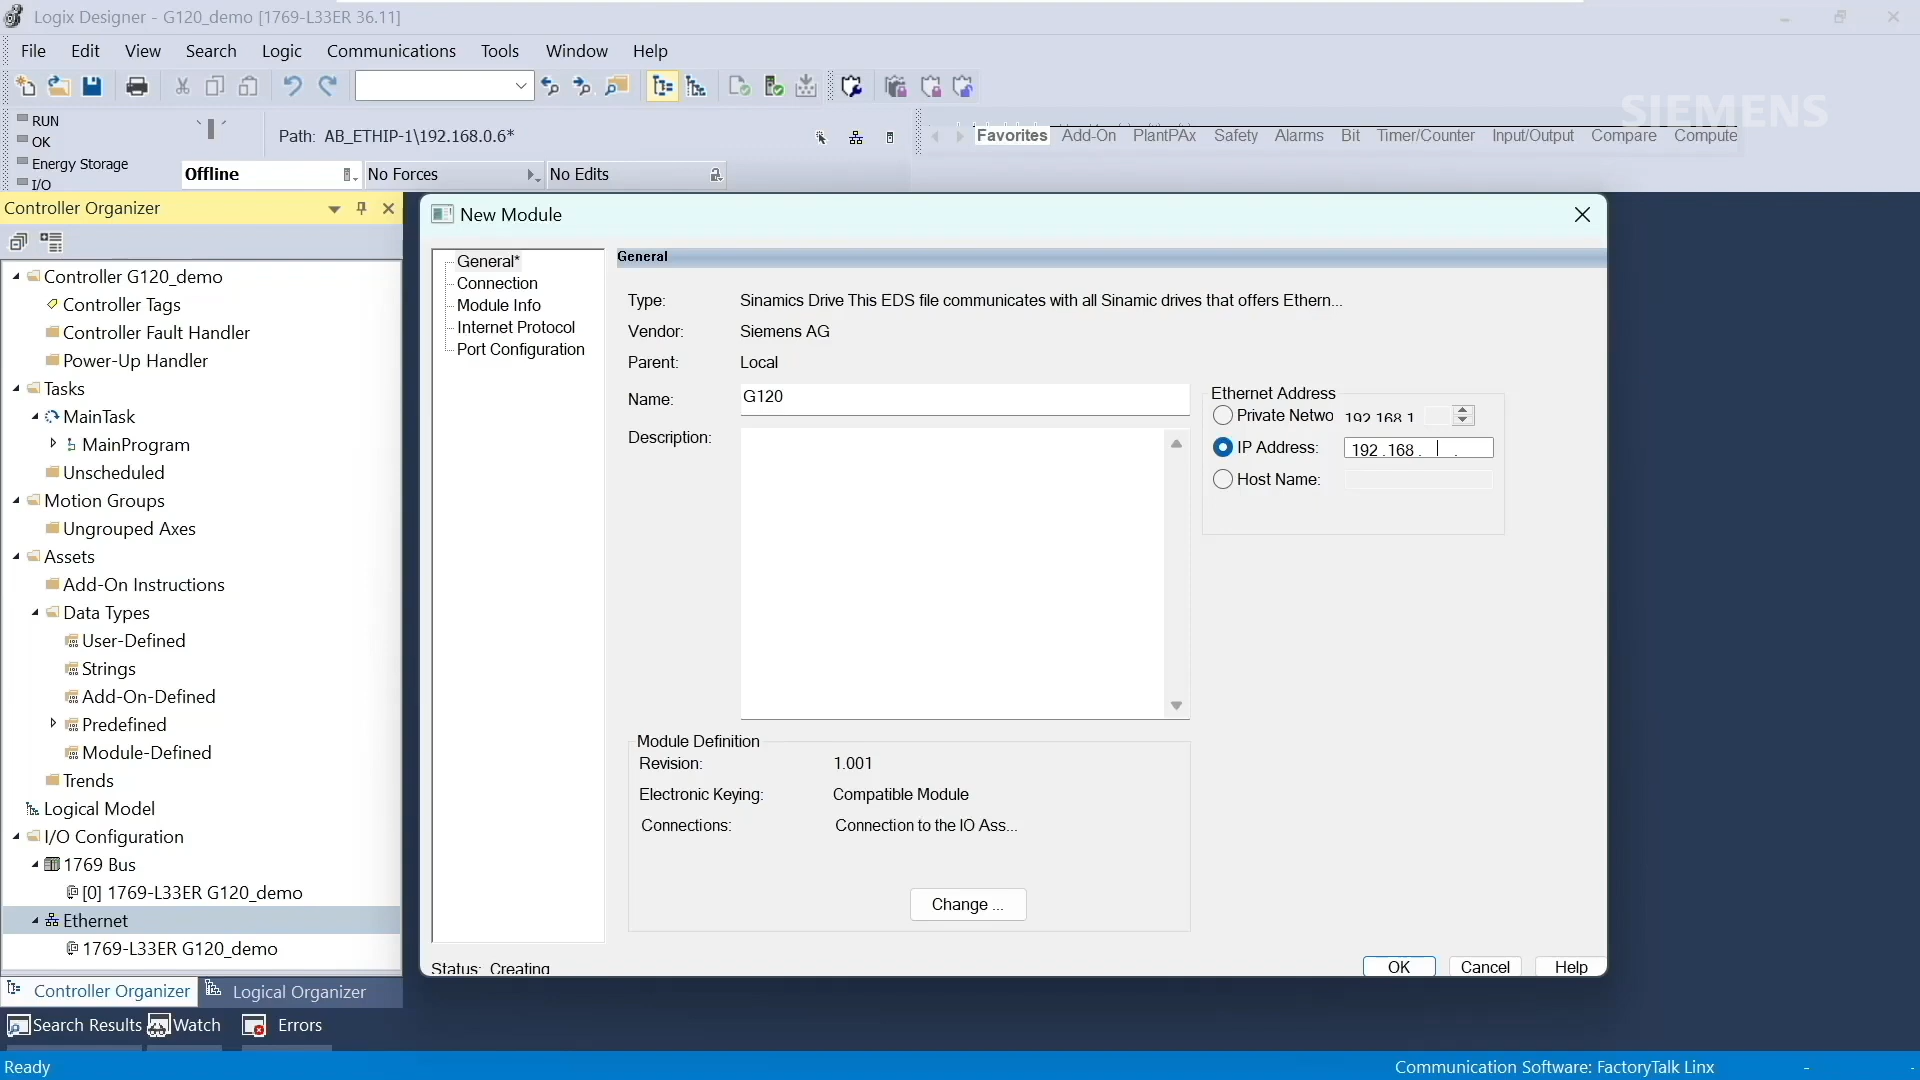 Logix Designer - G120_demo [1769-L33ER 36.11]
File Edit View Search Logic Communications Tools Window Help
SIEMENS
RUN
OK
Energy Storage
I/O
Path: AB_ETHIP-1\192.168.0.6*
Favorites Add-On PlantPAx Safety Alarms Bit Timer/Counter Input/Output Compare Compute
Offline No Forces No Edits
Controller Organizer
Controller G120_demo
Controller Tags
Controller Fault Handler
Power-Up Handler
Tasks
MainTask
MainProgram
Unscheduled
Motion Groups
Ungrouped Axes
Assets
Add-On Instructions
Data Types
User-Defined
Strings
Add-On-Defined
Predefined
Module-Defined
Trends
Logical Model
I/O Configuration
1769 Bus
[0] 1769-L33ER G120_demo
Ethernet
1769-L33ER G120_demo
Controller Organizer Logical Organizer
New Module
General*
Connection
Module Info
Internet Protocol
Port Configuration
General
Type: Sinamics Drive This EDS file communicates with all Sinamic drives that offers Ethern...
Vendor: Siemens AG
Parent: Local
Name: G120
Description:
Ethernet Address
Private Netwo 192.168.1
IP Address: 192 .168 . .
Host Name:
Module Definition
Revision: 1.001
Electronic Keying: Compatible Module
Connections: Connection to the IO Ass...
Change ...
Status: Creating
OK Cancel Help
Search Results Watch Errors
Ready
Communication Software: FactoryTalk Linx